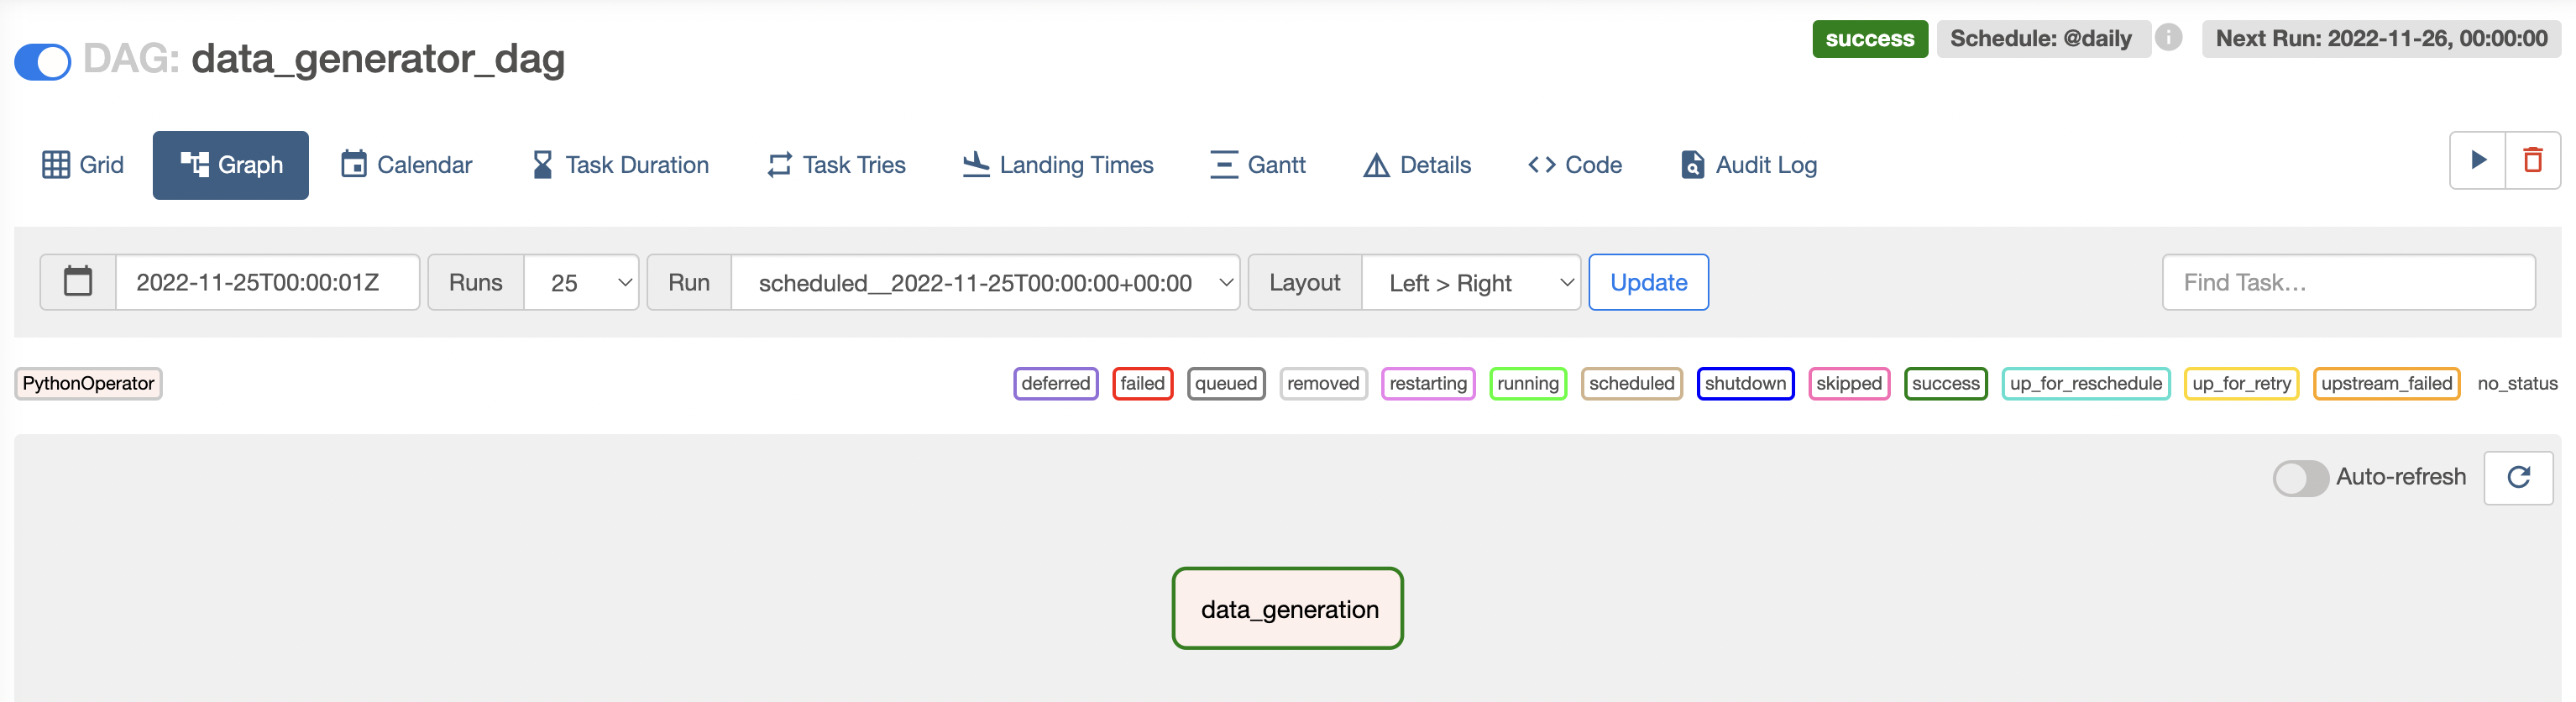 DAG: data_generator_dag
success Schedule: @daily Next Run: 2022-11-26, 00:00:00
Grid Graph Calendar Task Duration Task Tries Landing Times Gantt Details Code Audit Log
2022-11-25T00:00:01Z Runs 25 Run scheduled__2022-11-25T00:00:00+00:00 Layout Left > Right Update Find Task...
PythonOperator deferred failed queued removed restarting running scheduled shutdown skipped success up_for_reschedule up_for_retry upstream_failed no_status
Auto-refresh
data_generation